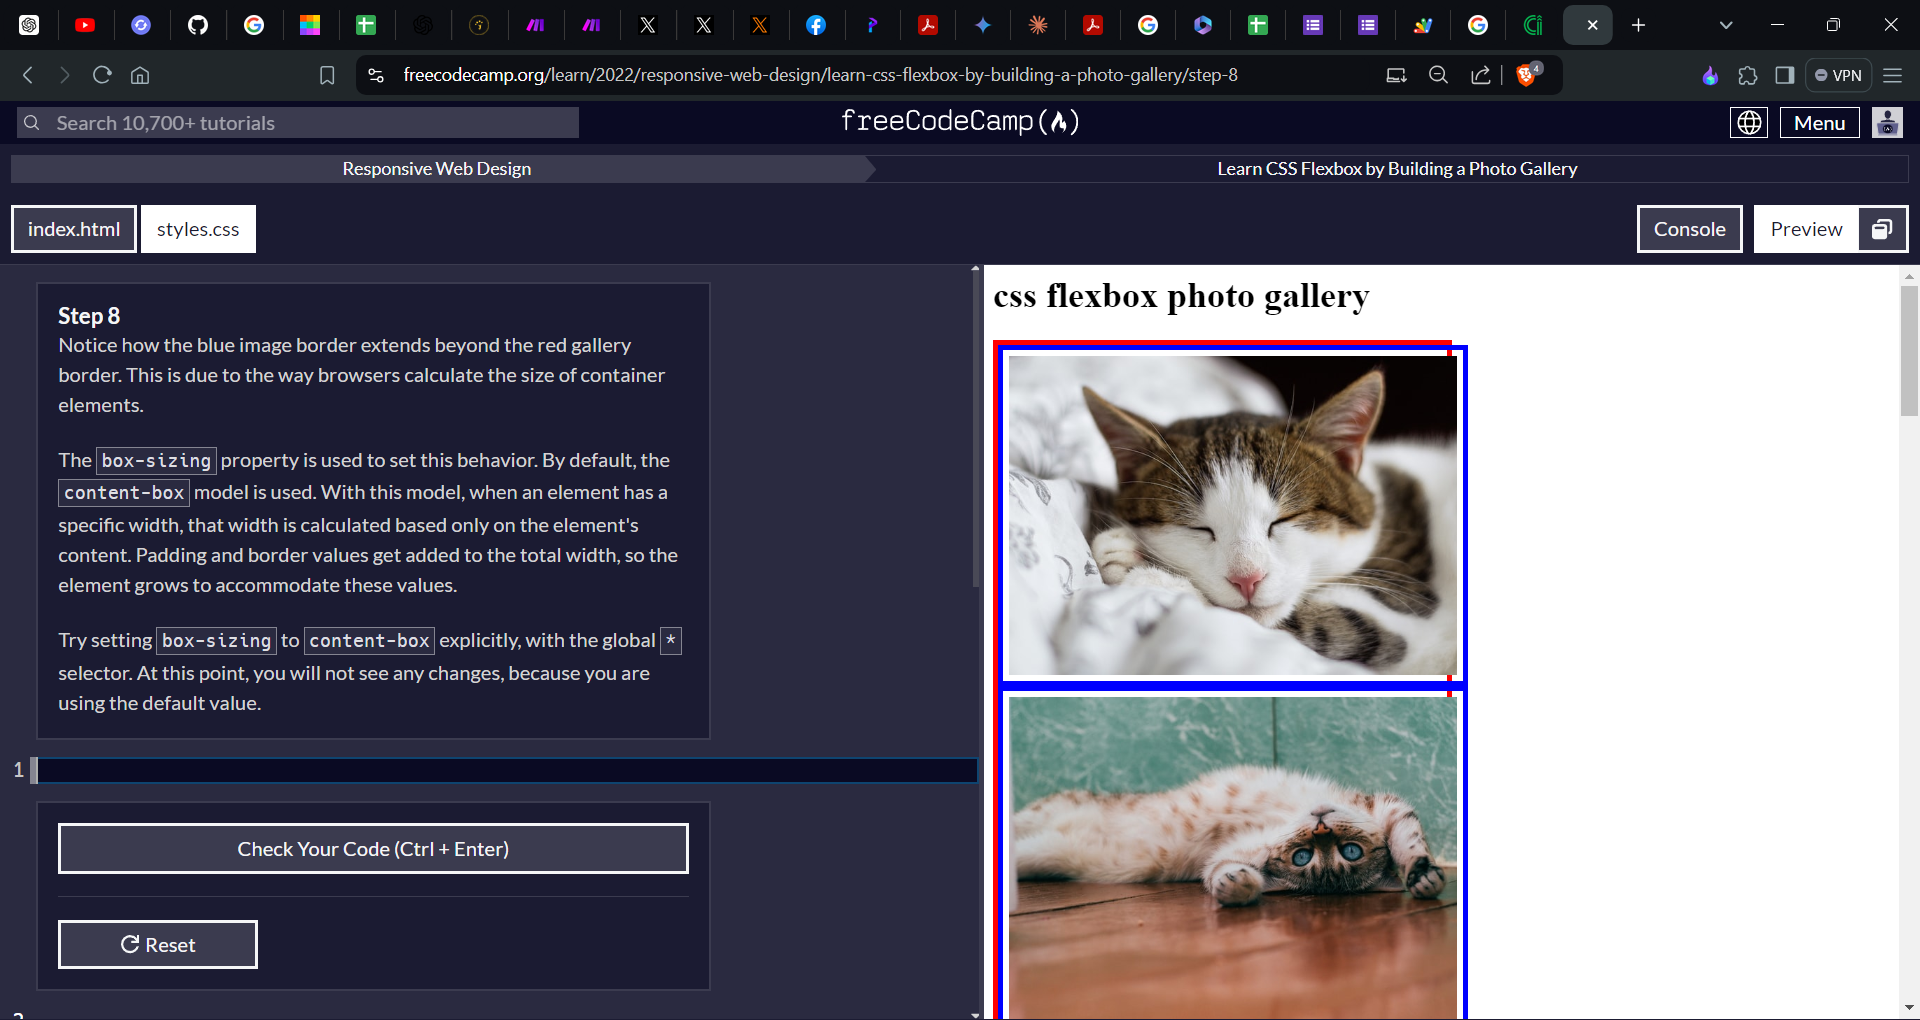 freecodecamp.org/learn/2022/responsive-web-design/learn-css-flexbox-by-building-a-photo-gallery/step-8
4
VPN
Search 10,700+ tutorials
freeCodeCamp
Menu
Responsive Web Design
Learn CSS Flexbox by Building a Photo Gallery
index.html
styles.css
Console
Preview
Step 8
Notice how the blue image border extends beyond the red gallery
border. This is due to the way browsers calculate the size of container
elements.
The box-sizing property is used to set this behavior. By default, the
content-box model is used. With this model, when an element has a
specific width, that width is calculated based only on the element's
content. Padding and border values get added to the total width, so the
element grows to accommodate these values.
Try setting box-sizing to content-box explicitly, with the global *
selector. At this point, you will not see any changes, because you are
using the default value.
1
Check Your Code (Ctrl + Enter)
Reset
css flexbox photo gallery